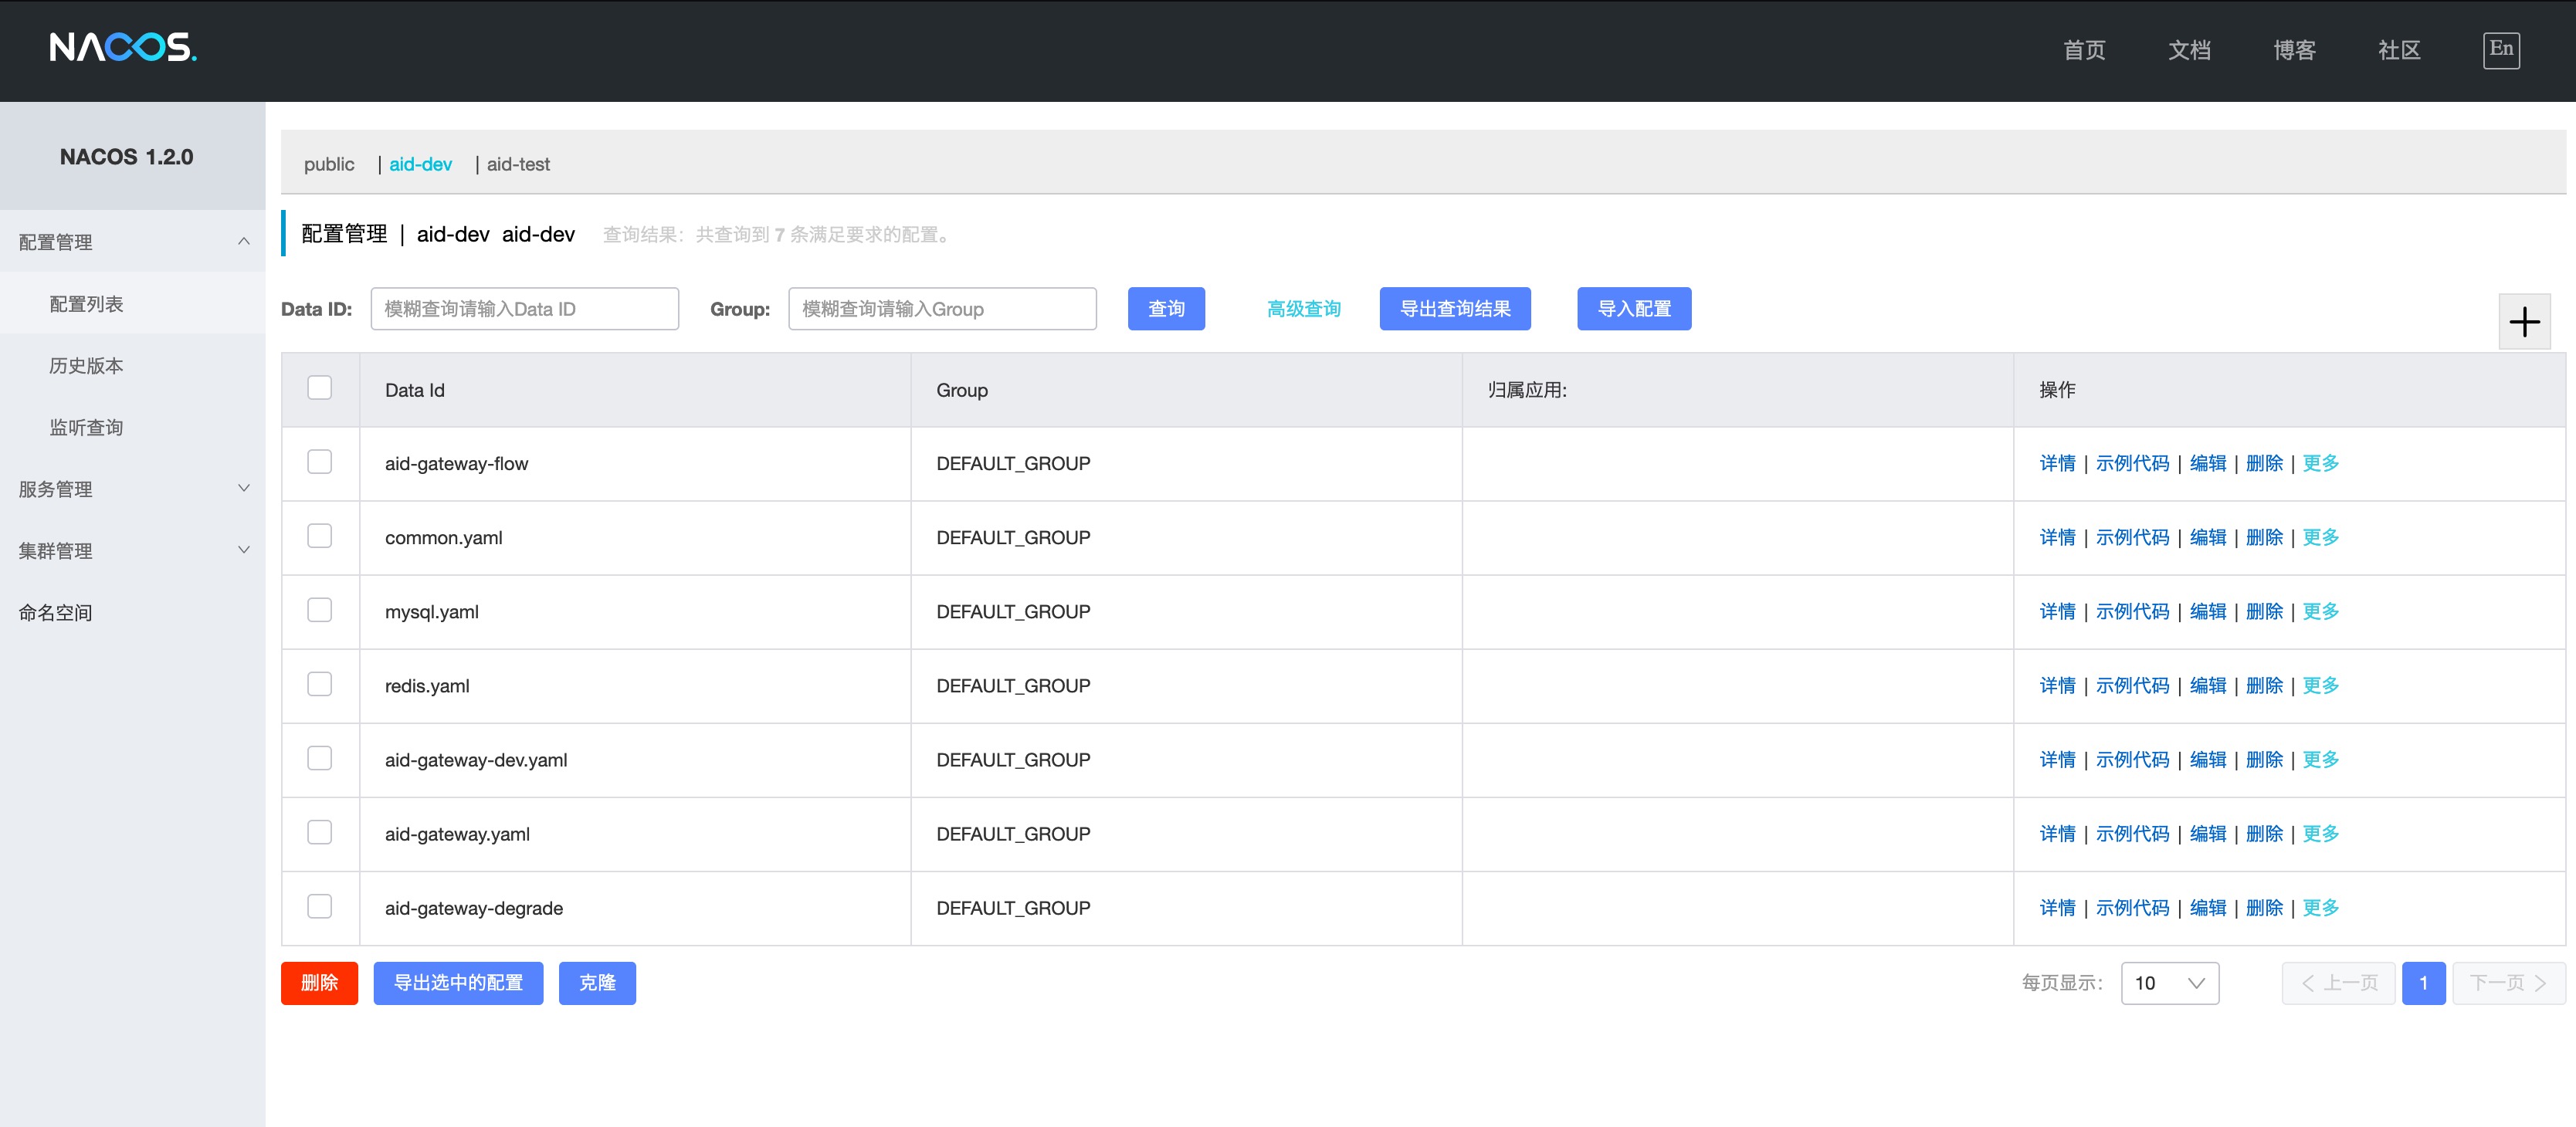 NACOS.
首页 文档 博客 社区 En
NACOS 1.2.0
配置管理
配置列表
历史版本
监听查询
服务管理
集群管理
命名空间
public | aid-dev | aid-test
配置管理 | aid-dev aid-dev 查询结果：共查询到 7 条满足要求的配置。
Data ID: 模糊查询请输入Data ID Group: 模糊查询请输入Group 查询 高级查询 导出查询结果 导入配置
Data Id Group 归属应用: 操作
aid-gateway-flow DEFAULT_GROUP 详情 | 示例代码 | 编辑 | 删除 | 更多
common.yaml DEFAULT_GROUP 详情 | 示例代码 | 编辑 | 删除 | 更多
mysql.yaml DEFAULT_GROUP 详情 | 示例代码 | 编辑 | 删除 | 更多
redis.yaml DEFAULT_GROUP 详情 | 示例代码 | 编辑 | 删除 | 更多
aid-gateway-dev.yaml DEFAULT_GROUP 详情 | 示例代码 | 编辑 | 删除 | 更多
aid-gateway.yaml DEFAULT_GROUP 详情 | 示例代码 | 编辑 | 删除 | 更多
aid-gateway-degrade DEFAULT_GROUP 详情 | 示例代码 | 编辑 | 删除 | 更多
删除 导出选中的配置 克隆 每页显示: 10 上一页 1 下一页